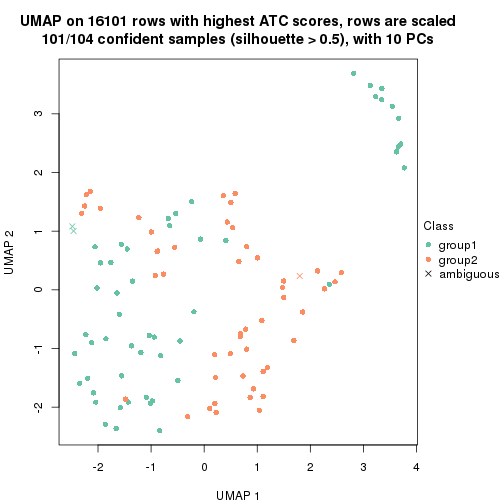 UMAP on 16101 rows with highest ATC scores, rows are scaled
101/104 confident samples (silhouette > 0.5), with 10 PCs
3
2
1
0
-1
-2
UMAP 2
-2 -1 0 1 2 3 4
UMAP 1
Class
group1
group2
ambiguous